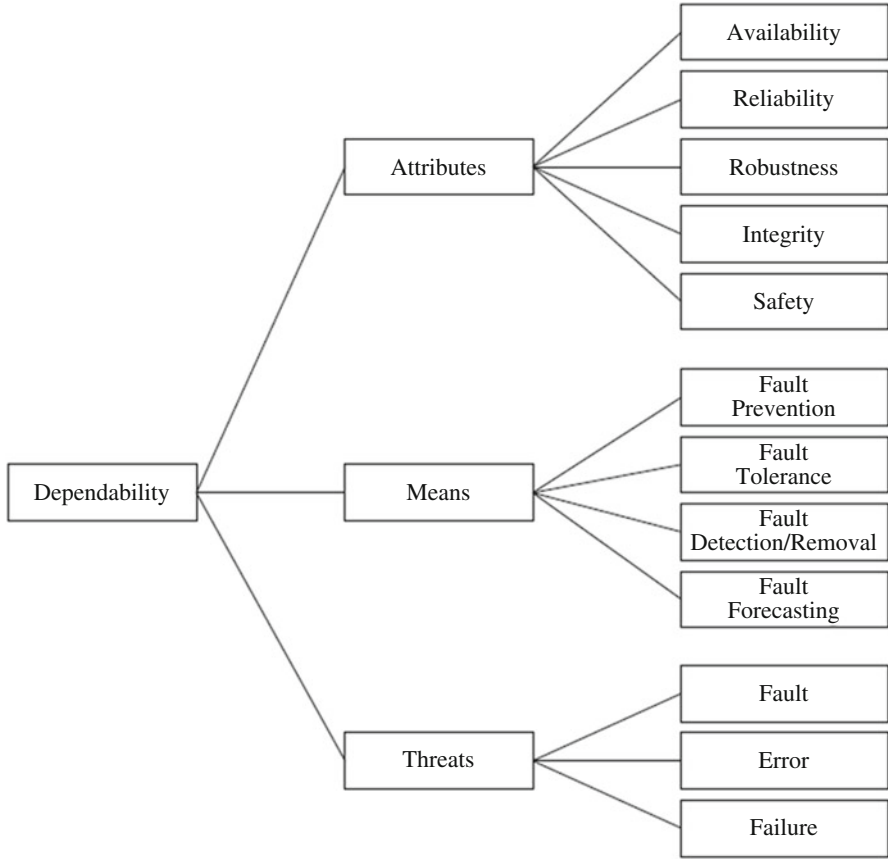 Availability
Reliability
Attributes
Robustness
Integrity
Safety
Fault
Prevention
Fault
Tolerance
Dependability
Means
Fault
Detection/Removal
Fault
Forecasting
Fault
Threats
Error
Failure